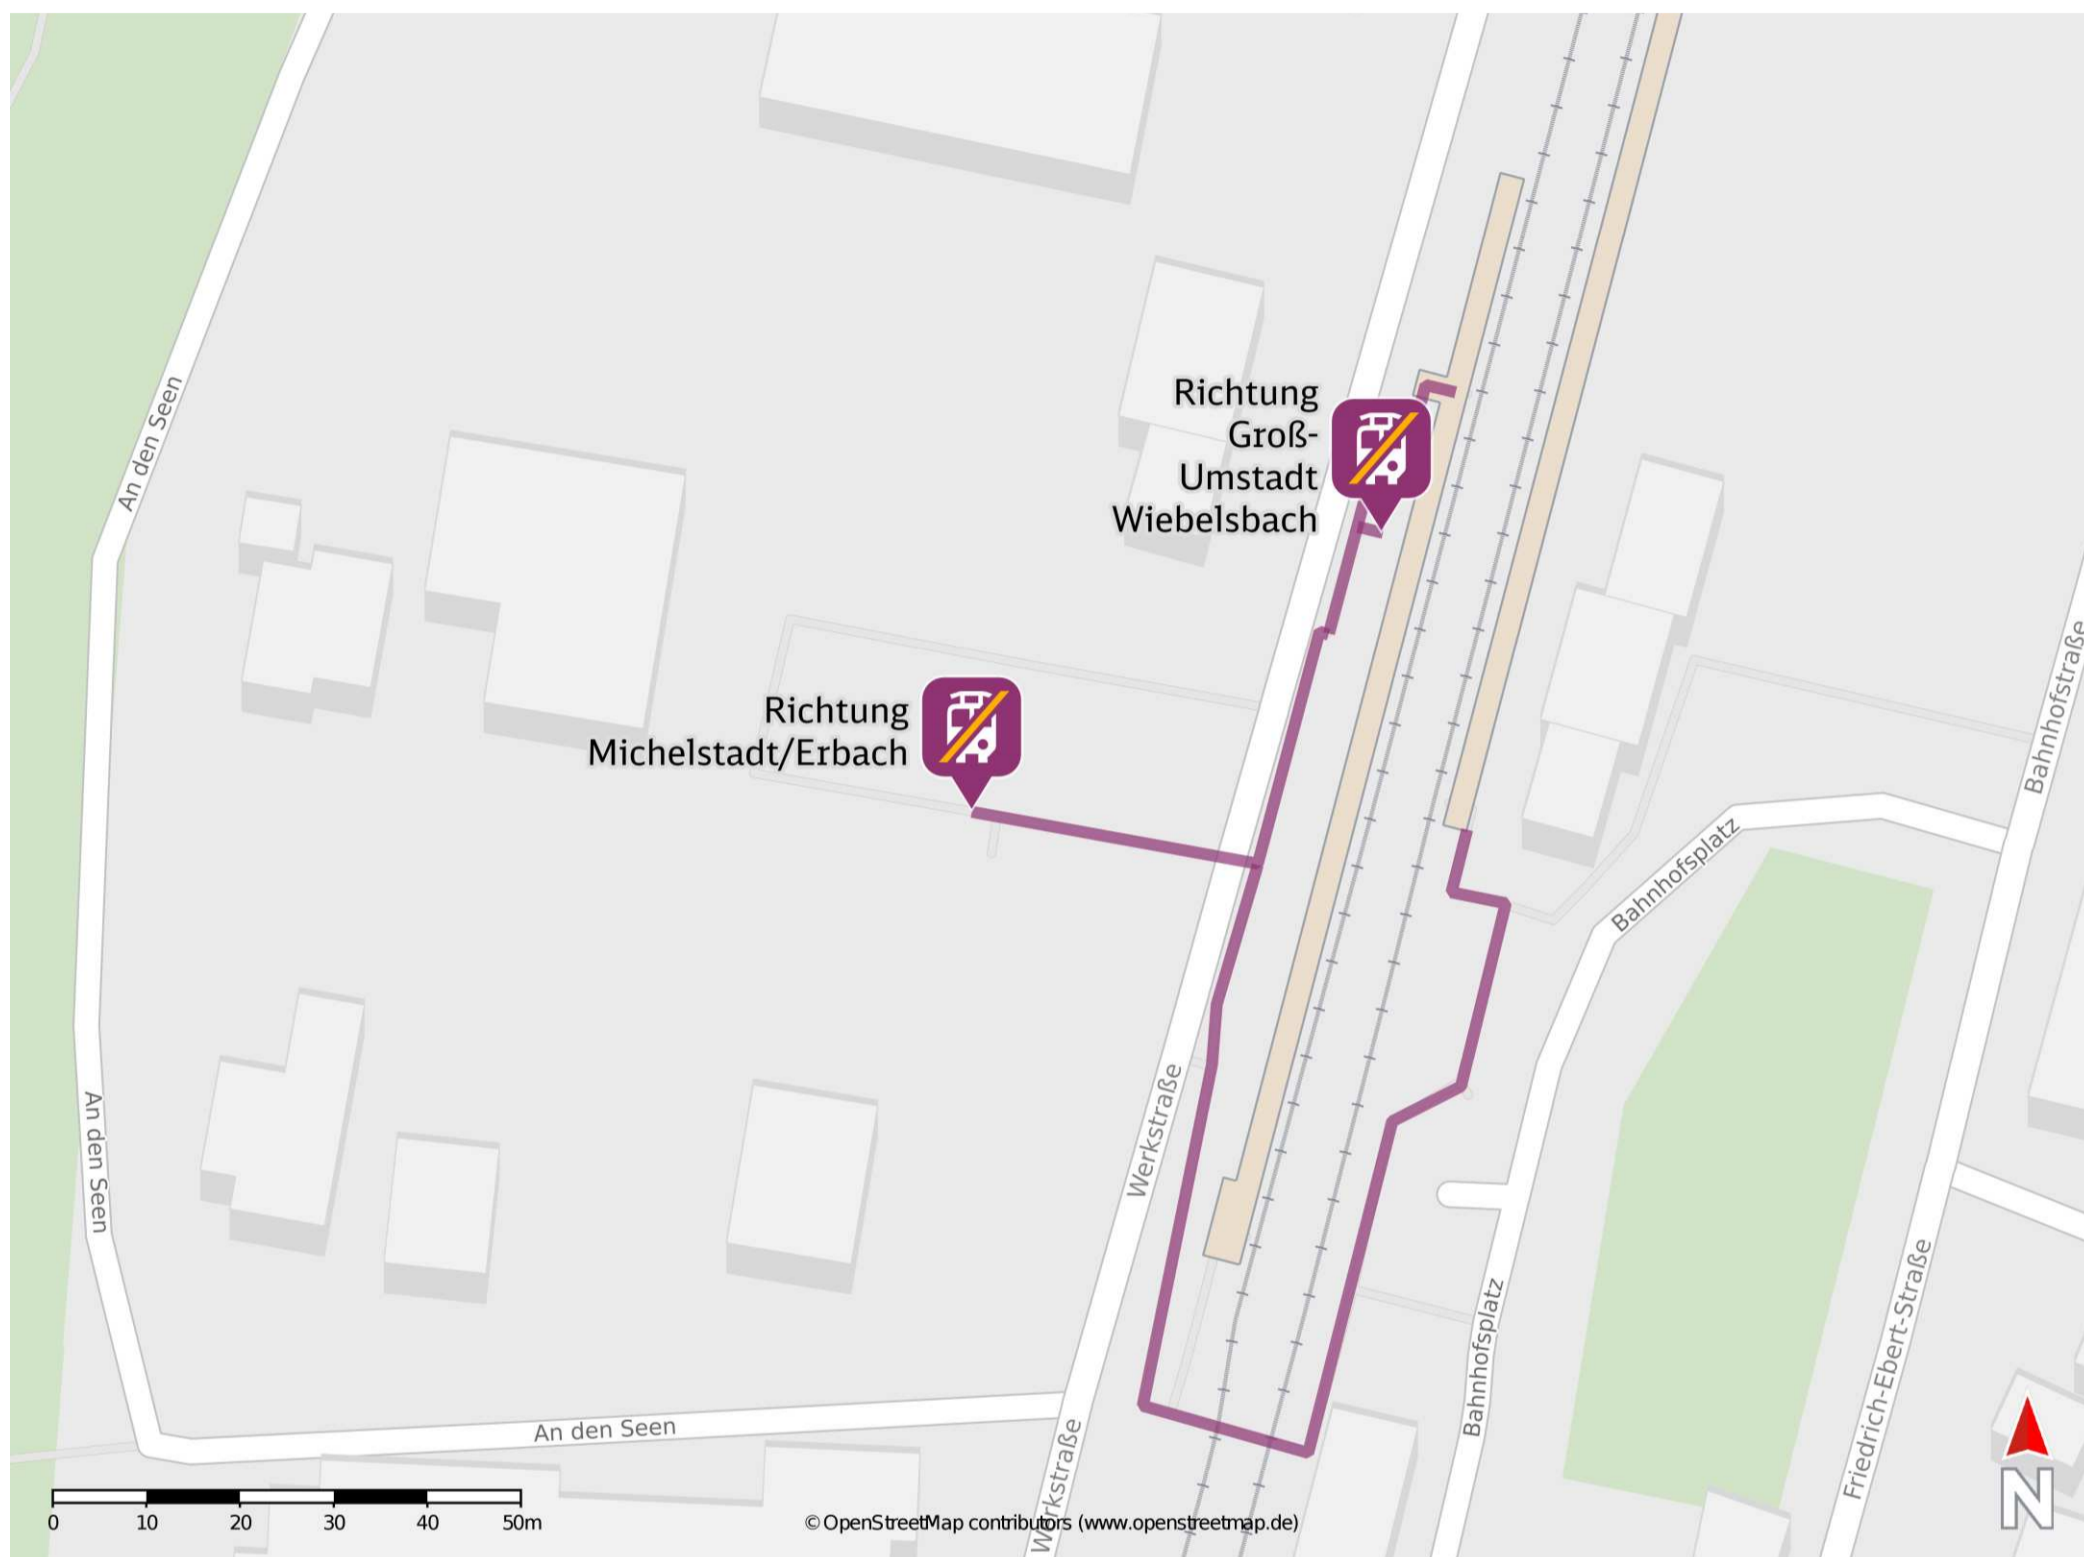 An den Seen
Richtung
Groß-
Umstadt
Wiebelsbach
Bahnhofstraße
Richtung
Michelstadt/Erbach
Bahnhofsplatz
Werkstraße
An den Seen
Friedrich-Ebert-Straße
Bahnhofsplatz
An den Seen
Werkstraße
N
0 10 20 30 40 50m
© OpenStreetMap contributors (www.openstreetmap.de)